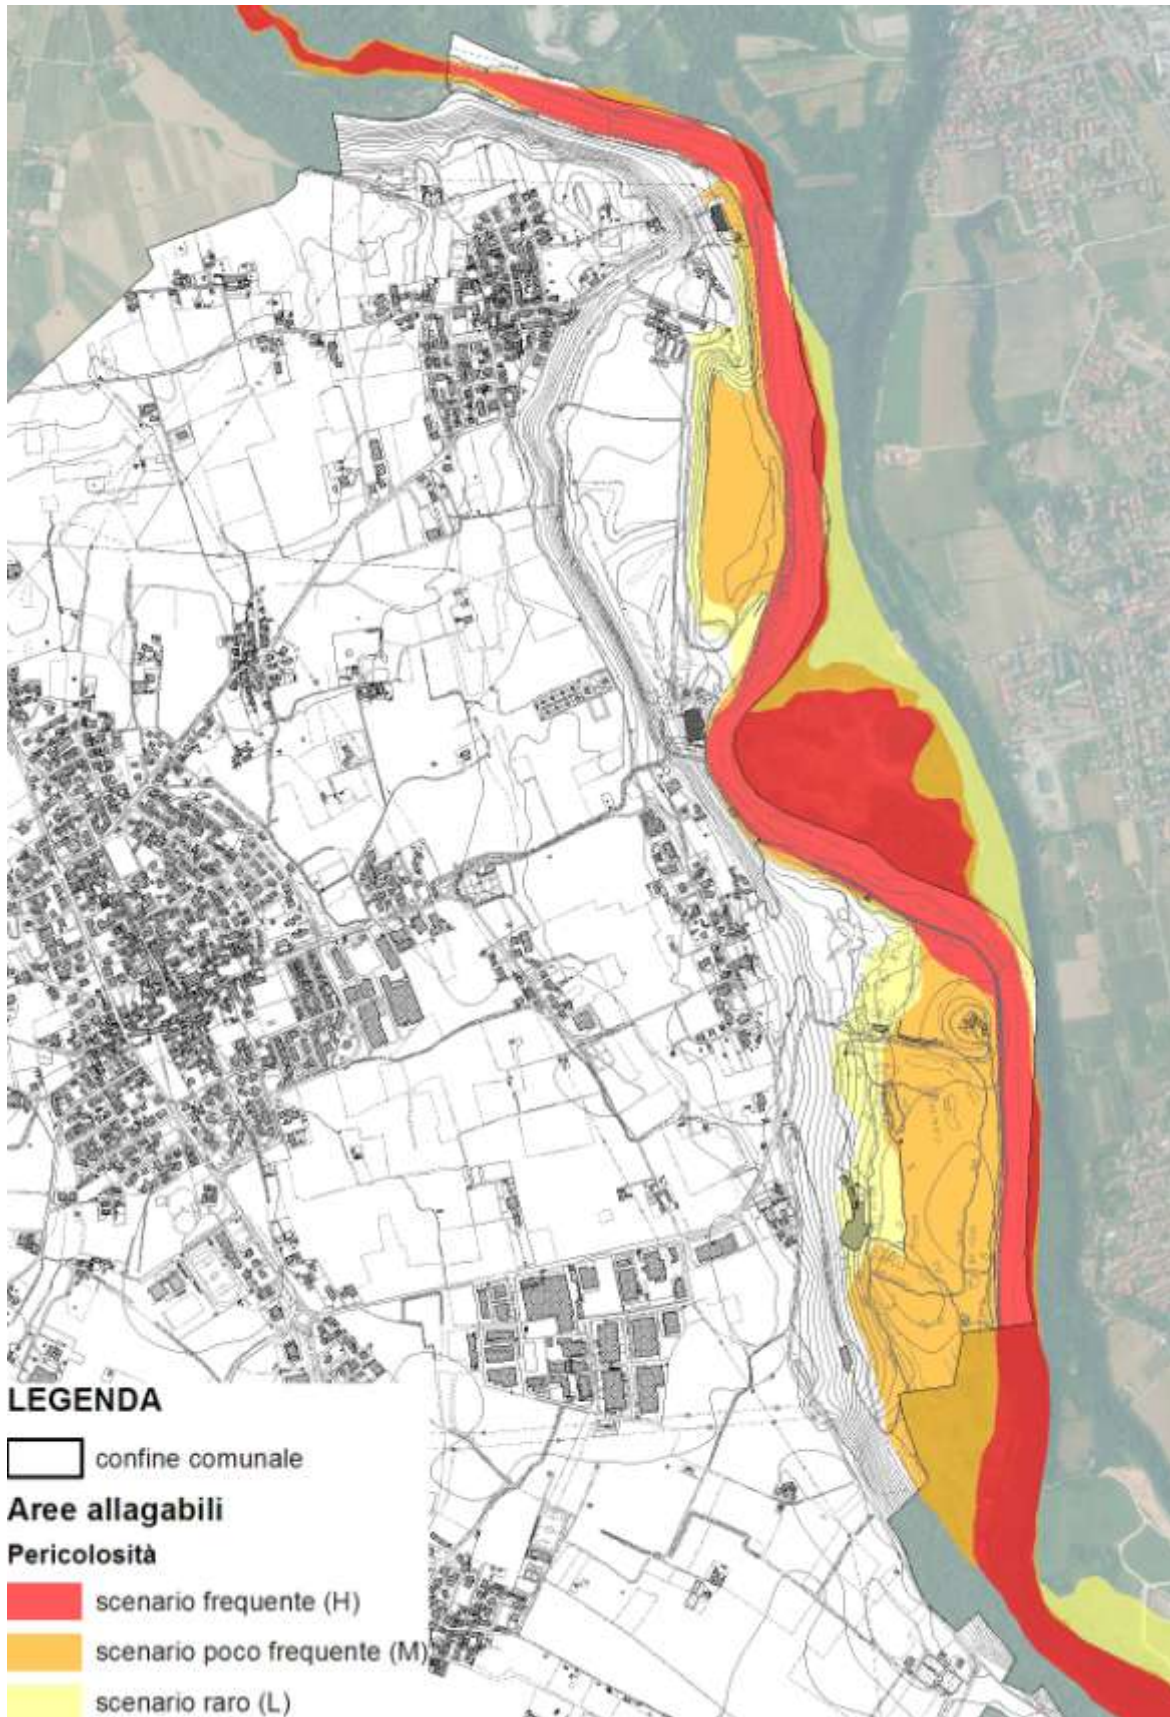 LEGENDA
confine comunale
Aree allagabili
Pericolosità
scenario frequente (H)
scenario poco frequente (M)
scenario raro (L)